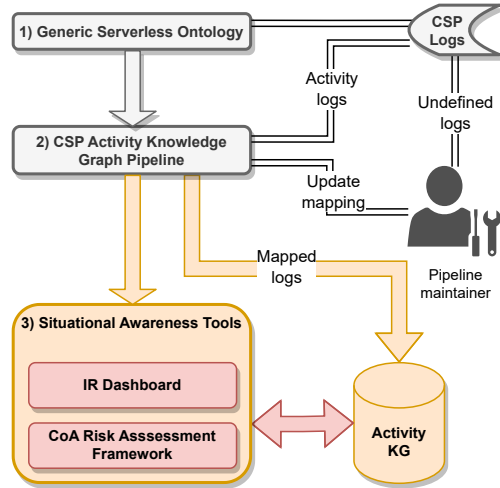 1) Generic Serverless Ontology
CSP
Logs
Activity
logs
Undefined
logs
2) CSP Activity Knowledge
Graph Pipeline
Update
mapping
Mapped
logs
Pipeline
maintainer
3) Situational Awareness Tools
IR Dashboard
CoA Risk Asssessment
Framework
Activity
KG